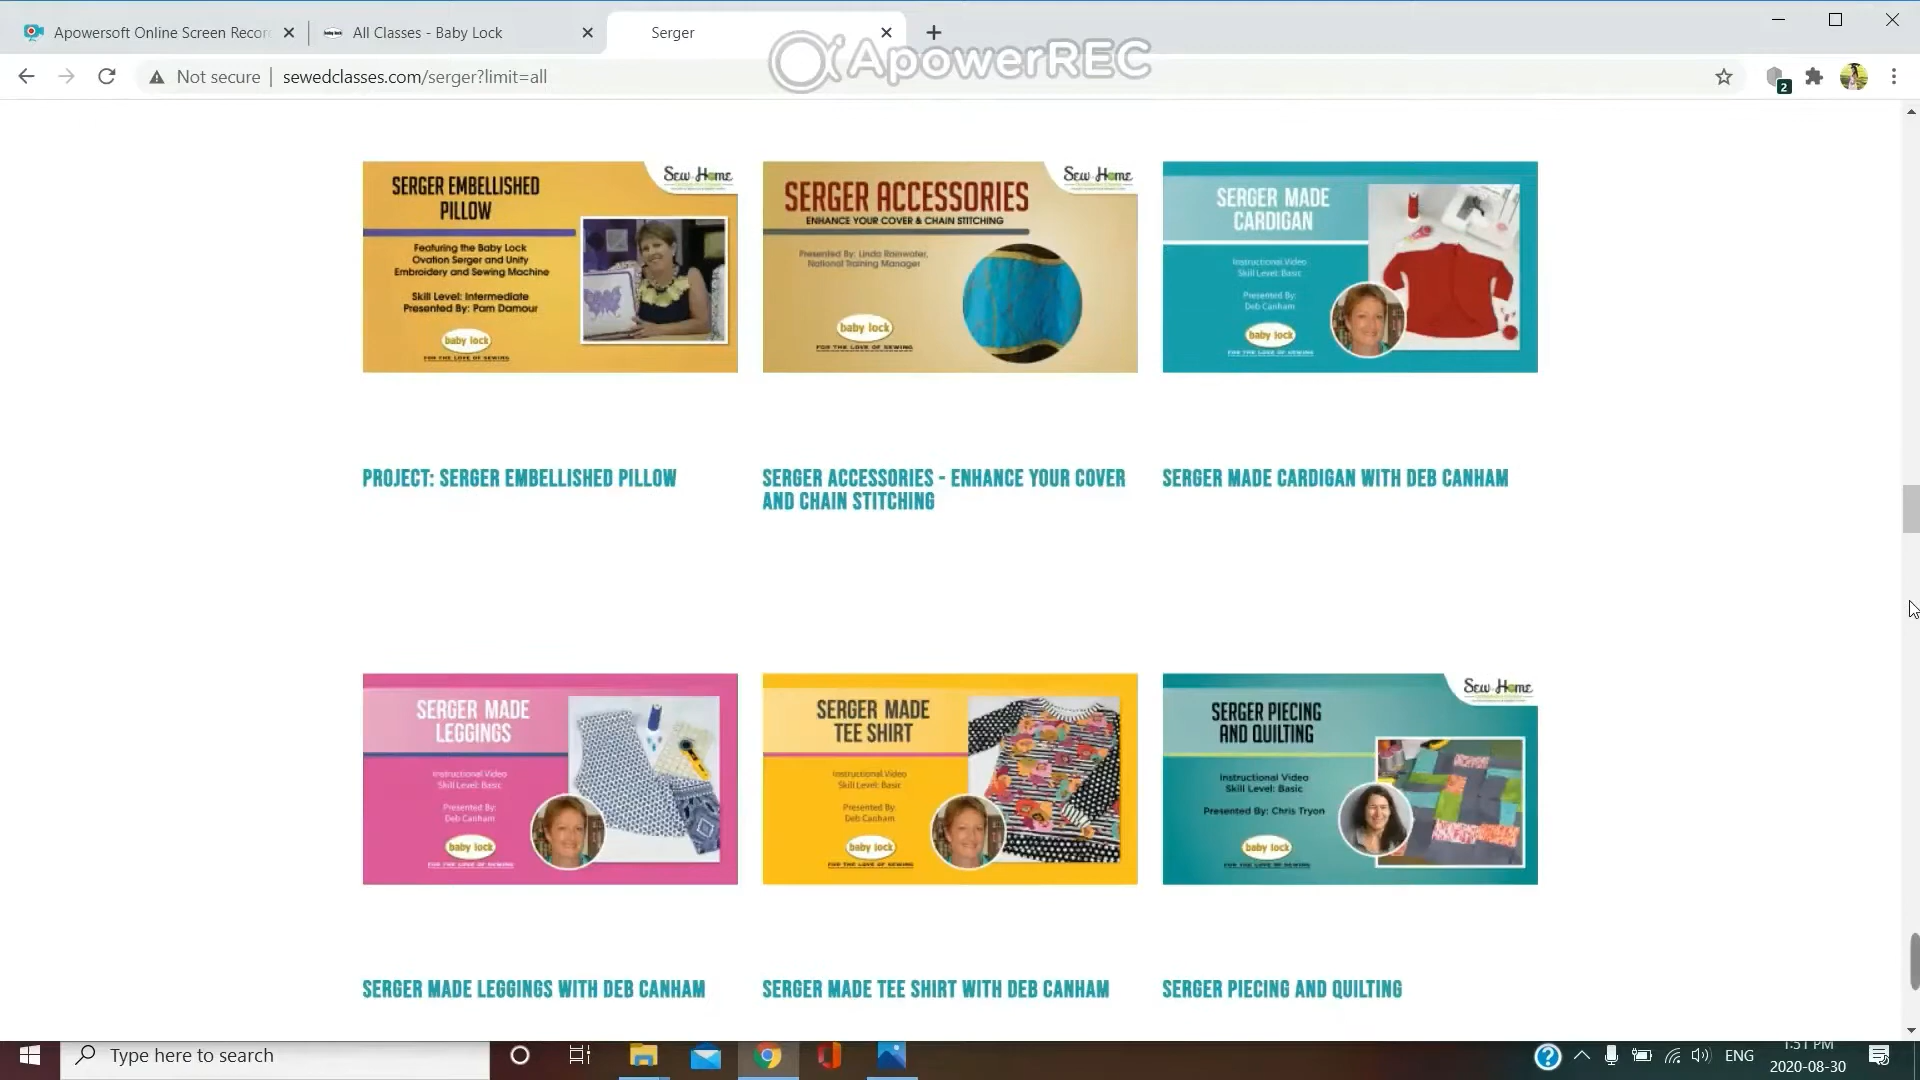 Apowersoft Online Screen Recor
All Classes - Baby Lock
Serger
ApowerREC
Not secure
sewedclasses.com/serger?limit=all
2
SERGER EMBELLISHED
PILLOW
Featuring the Baby Lock
Ovation Serger and Unity
Embroidery and Sewing Machine
Skill Level: Intermediate
Presented By: Pam Damour
baby lock
FOR THE LOVE OF SEWING
Sew Home
SERGER ACCESSORIES
ENHANCE YOUR COVER & CHAIN STITCHING
Presented By: Linda Rainwater,
National Training Manager
baby lock
FOR THE LOVE OF SEWING
Sew Home
SERGER MADE
CARDIGAN
Instructional Video
Skill Level: Basic
Presented By:
Deb Canham
baby lock
FOR THE LOVE OF SEWING
PROJECT: SERGER EMBELLISHED PILLOW
SERGER ACCESSORIES - ENHANCE YOUR COVER
AND CHAIN STITCHING
SERGER MADE CARDIGAN WITH DEB CANHAM
SERGER MADE
LEGGINGS
Instructional Video
Skill Level: Basic
Presented By:
Deb Canham
baby lock
FOR THE LOVE OF SEWING
SERGER MADE
TEE SHIRT
Instructional Video
Skill Level: Basic
Presented By:
Deb Canham
baby lock
FOR THE LOVE OF SEWING
SERGER PIECING
AND QUILTING
Instructional Video
Skill Level: Basic
Presented By: Chris Tryon
baby lock
FOR THE LOVE OF SEWING
Sew Home
SERGER MADE LEGGINGS WITH DEB CANHAM
SERGER MADE TEE SHIRT WITH DEB CANHAM
SERGER PIECING AND QUILTING
Type here to search
ENG
1:51 PM
2020-08-30